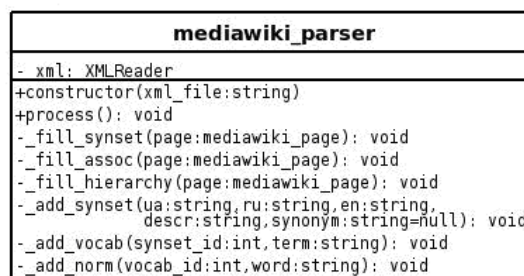 mediawiki_parser
- xml: XMLReader
+constructor(xml_file:string)
+process(): void
-_fill_synset(page:mediawiki_page): void
-_fill_assoc(page:mediawiki_page): void
-_fill_hierarchy(page:mediawiki_page): void
-_add_synset(ua:string,ru:string,en:string,
descr:string,synonym:string=null): void
-_add_vocab(synset_id:int,term:string): void
-_add_norm(vocab_id:int,word:string): void